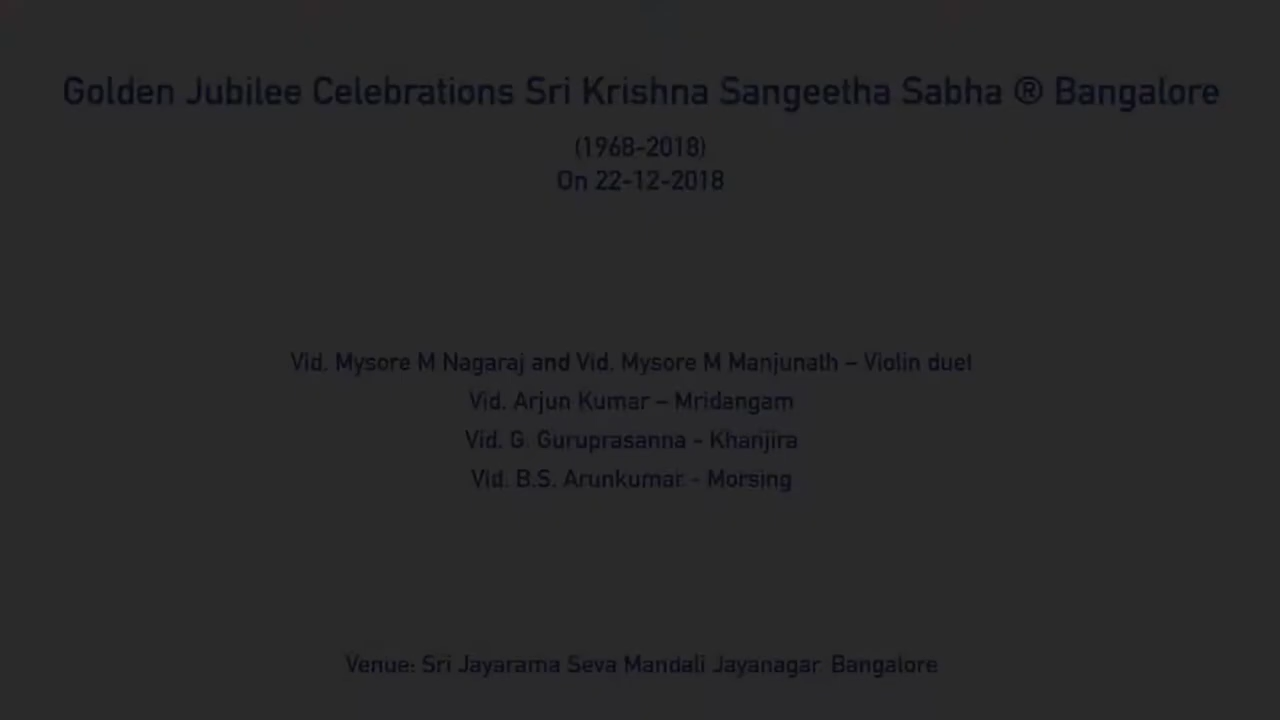 Golden Jubilee Celebrations Sri Krishna Sangeetha Sabha ® Bangalore
(1968-2018)
On 22-12-2018
Vid. Mysore M Nagaraj and Vid. Mysore M Manjunath – Violin duet
Vid. Arjun Kumar – Mridangam
Vid. G. Guruprasanna - Khanjira
Vid. B.S. Arunkumar - Morsing
Venue: Sri Jayarama Seva Mandali Jayanagar Bangalore